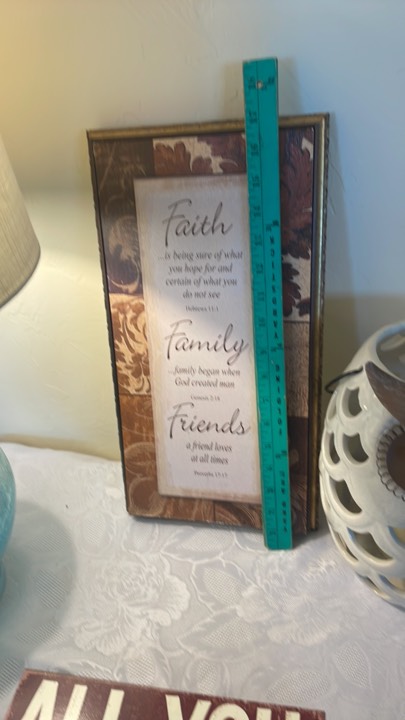 Faith
...is being sure of what
you hope for and
certain of what you
do not see
Hebrews 11:1
Family
...family began when
God created man
Genesis 2:18
Friends
a friend loves
at all times
Proverbs 17:17
ALL YOU